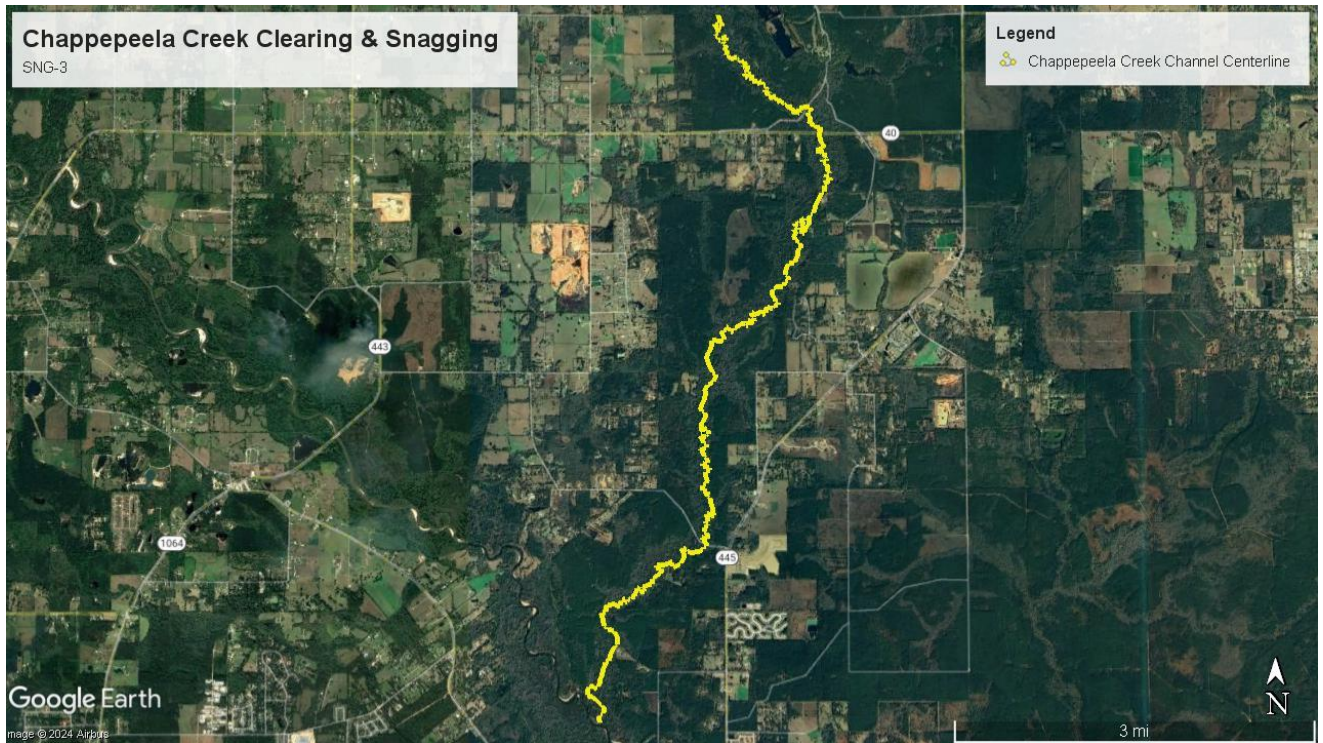 Chappepeela Creek Clearing & Snagging
SNG-3
Legend
Chappepeela Creek Channel Centerline
40
443
1064
445
Google Earth
mage © 2024 Airbus
3 mi
N